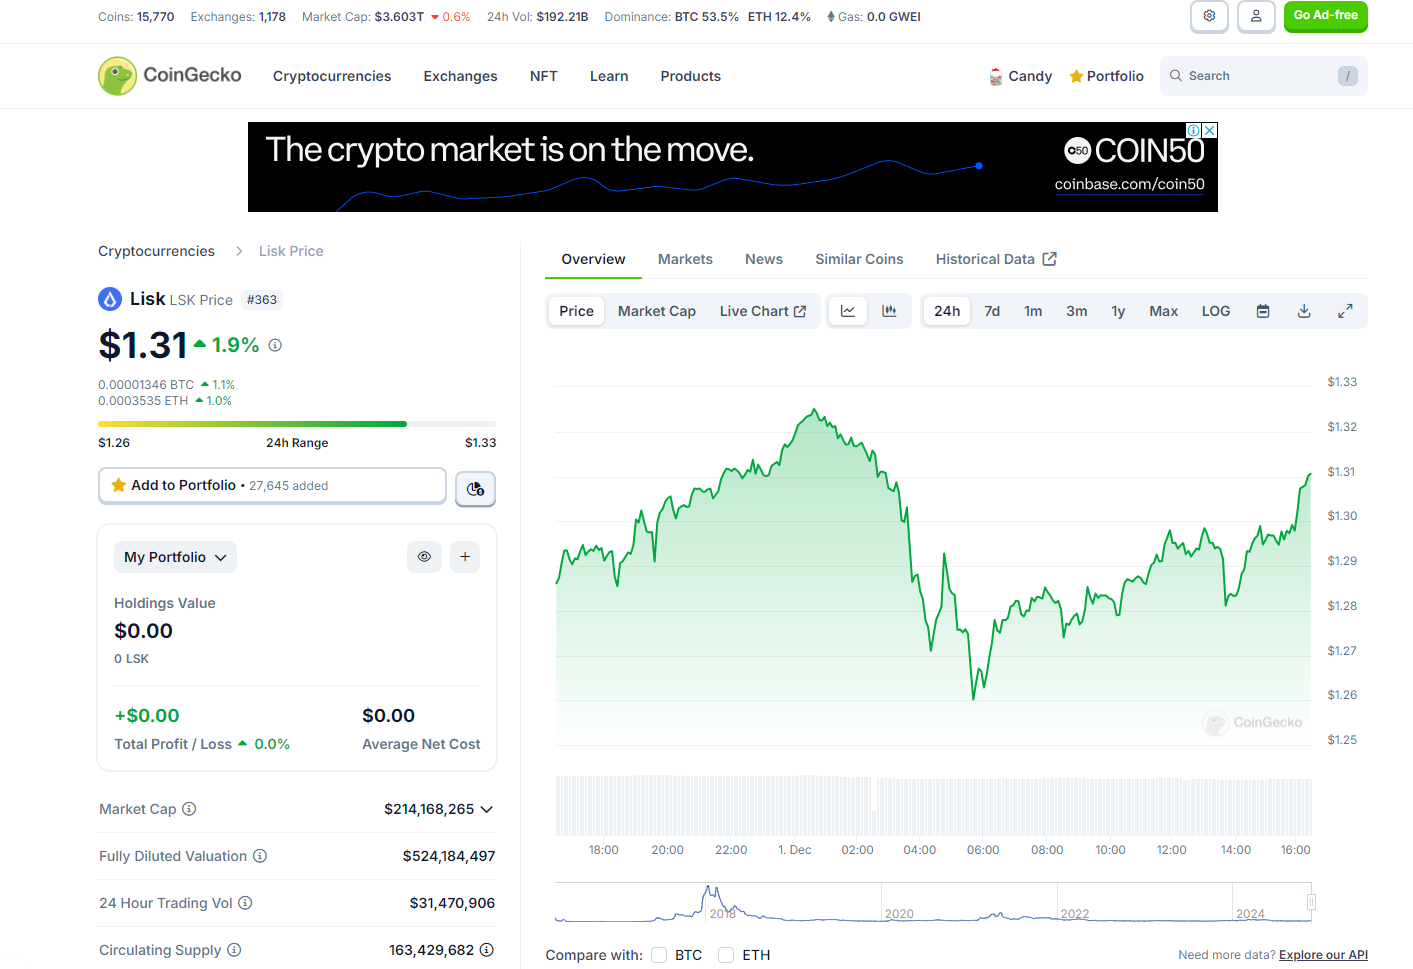 Coins: 15,770 Exchanges: 1,178 Market Cap: $3.603T 0.6% 24h Vol: $192.21B Dominance: BTC 53.5% ETH 12.4% Gas: 0.0 GWEI
Go Ad-free
CoinGecko
Cryptocurrencies Exchanges NFT Learn Products
Candy Portfolio Search /
The crypto market is on the move.
C50 COIN50
coinbase.com/coin50
Cryptocurrencies > Lisk Price
Lisk LSK Price #363
$1.31 1.9%
0.00001346 BTC 1.1%
0.0003535 ETH 1.0%
$1.26 24h Range $1.33
Add to Portfolio • 27,645 added
My Portfolio
+
Holdings Value
$0.00
0 LSK
+$0.00 $0.00
Total Profit / Loss 0.0% Average Net Cost
Market Cap $214,168,265
Fully Diluted Valuation $524,184,497
24 Hour Trading Vol $31,470,906
Circulating Supply 163,429,682
Overview Markets News Similar Coins Historical Data
Price Market Cap Live Chart 24h 7d 1m 3m 1y Max LOG
$1.33
$1.32
$1.31
$1.30
$1.29
$1.28
$1.27
$1.26
$1.25
CoinGecko
18:00 20:00 22:00 1. Dec 02:00 04:00 06:00 08:00 10:00 12:00 14:00 16:00
2018 2020 2022 2024
Compare with: BTC ETH
Need more data? Explore our API